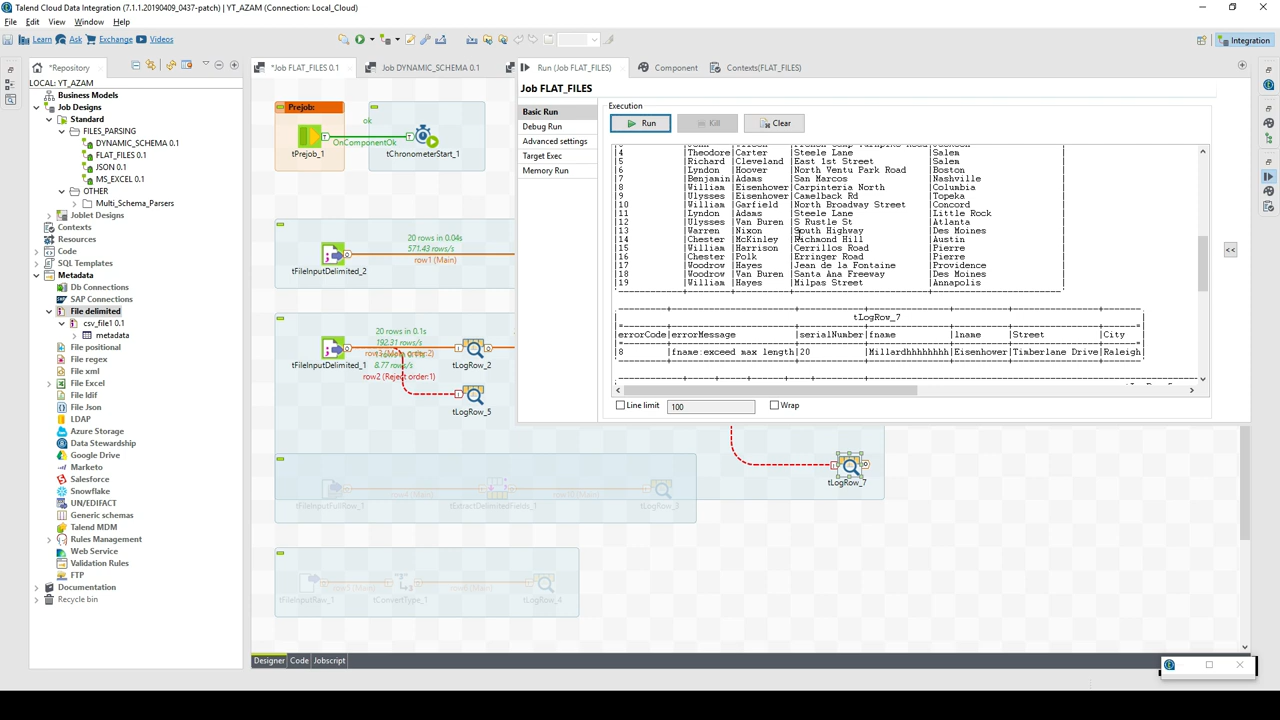 Talend Cloud Data Integration (7.1.1.20190409_0437-patch) | YT_AZAM (Connection: Local_Cloud)
File Edit View Window Help
Learn Ask Exchange Videos
Integration
*Repository
LOCAL: YT_AZAM
Business Models
Job Designs
Standard
FILES_PARSING
DYNAMIC_SCHEMA 0.1
FLAT_FILES 0.1
JSON 0.1
MS_EXCEL 0.1
OTHER
Multi_Schema_Parsers
Joblet Designs
Contexts
Resources
Code
SQL Templates
Metadata
Db Connections
SAP Connections
File delimited
csv_file1 0.1
metadata
File positional
File regex
File xml
File Excel
File ldif
File Json
LDAP
Azure Storage
Data Stewardship
Google Drive
Marketo
Salesforce
Snowflake
UN/EDIFACT
Generic schemas
Talend MDM
Rules Management
Web Service
Validation Rules
FTP
Documentation
Recycle bin
*Job FLAT_FILES 0.1
Job DYNAMIC_SCHEMA 0.1
Prejob:
ok
OnComponentOk
tPrejob_1
tChronometerStart_1
20 rows in 0.04s
571.43 rows/s
row1 (Main)
tFileInputDelimited_2
20 rows in 0.1s
192.31 rows/s
8.77 rows/s
row2 (Reject order:1)
tFileInputDelimited_1
tLogRow_2
tLogRow_5
tLogRow_7
tFileInputFullRow_1
tExtractDelimitedFields_1
tLogRow_3
tFileInputRaw_1
tConvertType_1
tLogRow_4
Designer Code Jobscript
Run (Job FLAT_FILES)
Component
Contexts(FLAT_FILES)
Job FLAT_FILES
Basic Run
Debug Run
Advanced settings
Target Exec
Memory Run
Execution
Run
Kill
Clear
|4 |Theodore|Carter |Steele Lane |Salem |
|5 |Richard |Cleveland |East 1st Street |Salem |
|6 |Lyndon |Hoover |North Ventu Park Road |Boston |
|7 |Benjamin|Adams |San Marcos |Nashville |
|8 |William |Eisenhover|Carpinteria North |Columbia |
|9 |Ulysses |Eisenhover|Camelback Rd |Topeka |
|10 |William |Garfield |North Broadway Street |Concord |
|11 |Lyndon |Adams |Steele Lane |Little Rock |
|12 |Ulysses |Van Buren |S Rustle St |Atlanta |
|13 |Warren |Nixon |South Highway |Des Moines |
|14 |Chester |McKinley |Richmond Hill |Austin |
|15 |William |Harrison |Cerrillos Road |Pierre |
|16 |Chester |Polk |Erringer Road |Pierre |
|17 |Woodrow |Hayes |Jean de la Fontaine |Providence |
|18 |Woodrow |Van Buren |Santa Ana Freeway |Des Moines |
|19 |William |Hayes |Milpas Street |Annapolis |
tLogRow_7
|errorCode|errorMessage |serialNumber|fname |lname |Street |City |
|8 |fname:exceed max length|20 |Millardhhhhhhhh|Eisenhover|Timberlane Drive|Raleigh|
Line limit
100
Wrap
<<